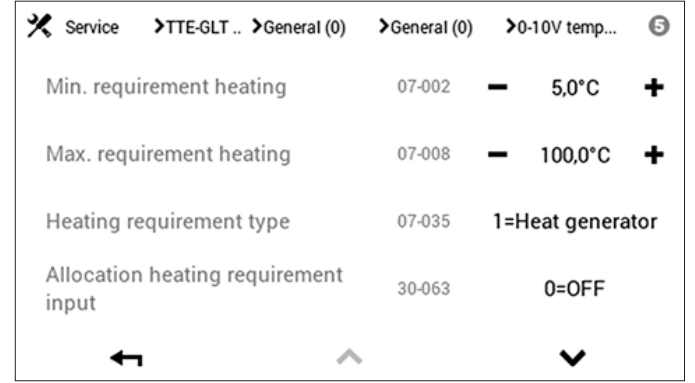 Service >TTE-GLT .. >General (0) >General (0) >0-10V temp... 5
Min. requirement heating 07-002 − 5,0°C +
Max. requirement heating 07-008 − 100,0°C +
Heating requirement type 07-035 1=Heat generator
Allocation heating requirement
input 30-063 0=OFF